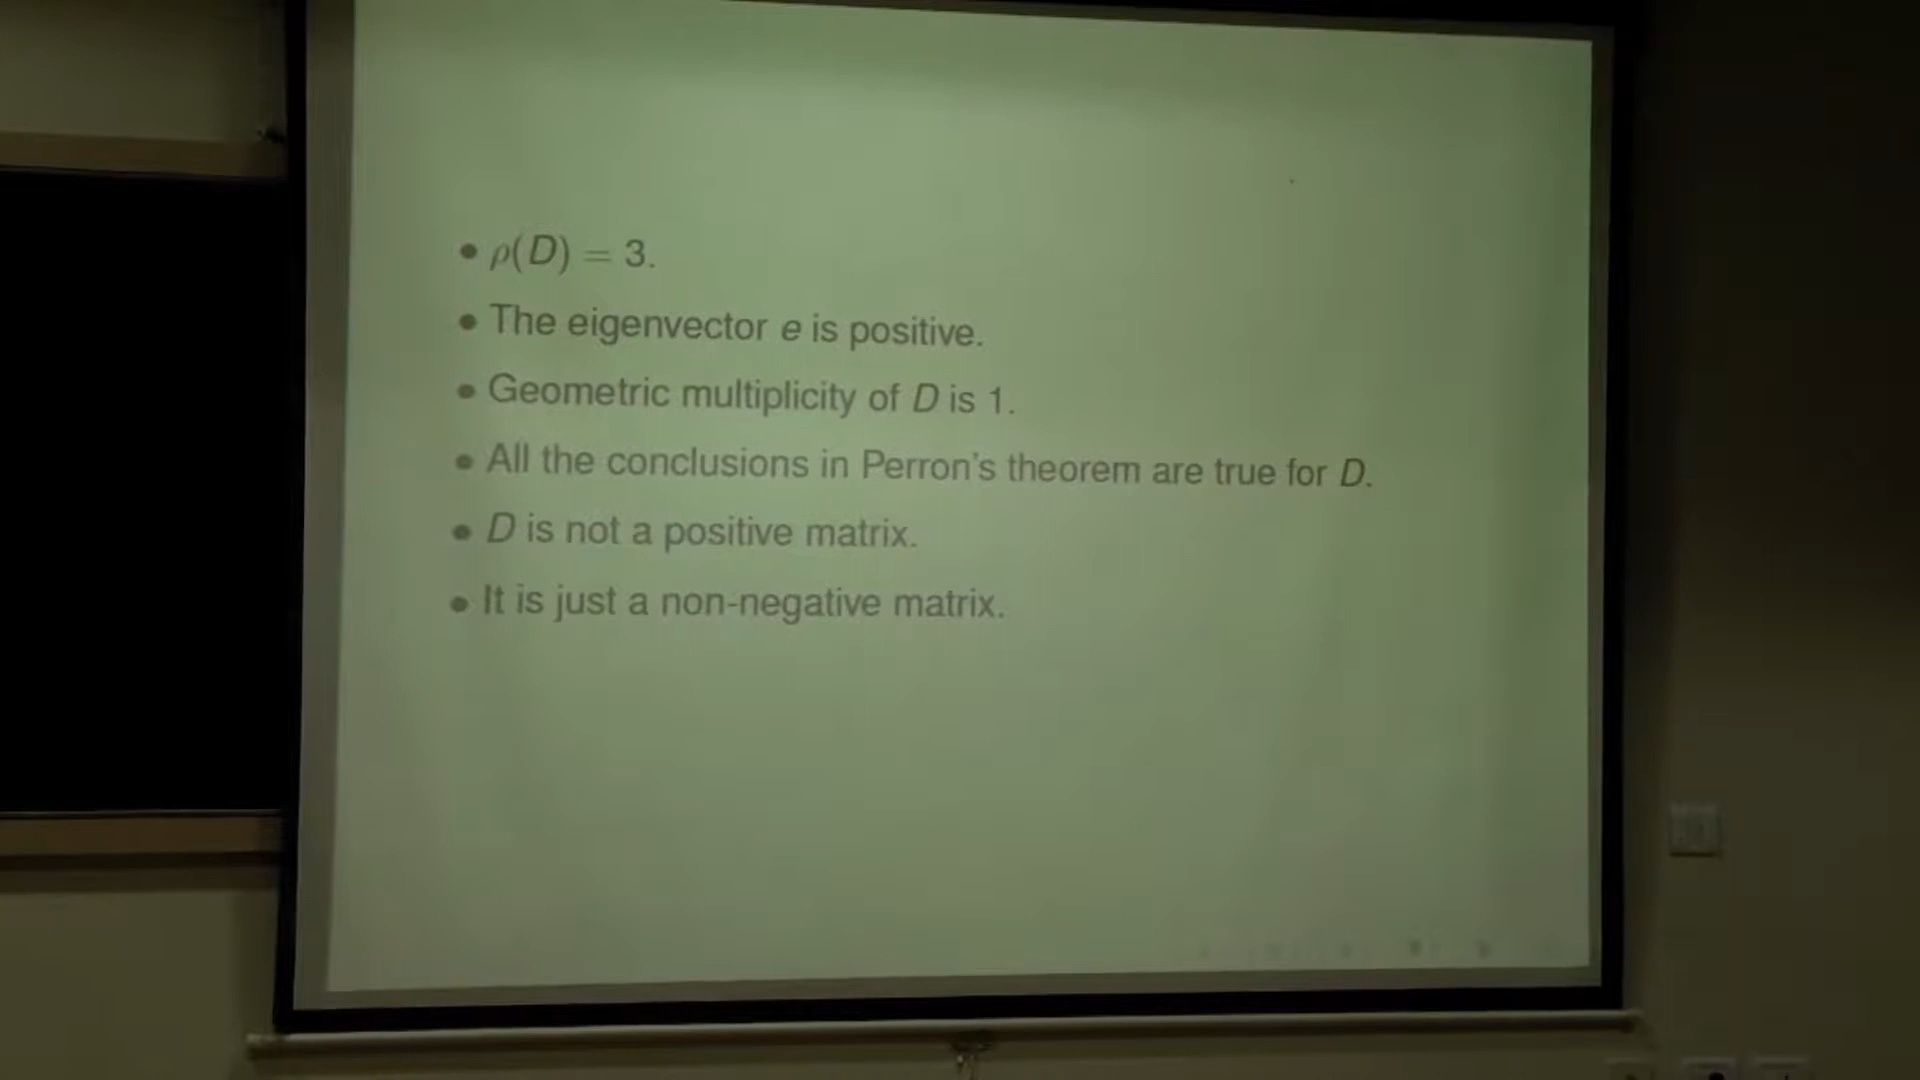 • ρ(D) = 3.
• The eigenvector e is positive.
• Geometric multiplicity of D is 1.
• All the conclusions in Perron's theorem are true for D.
• D is not a positive matrix.
• It is just a non-negative matrix.